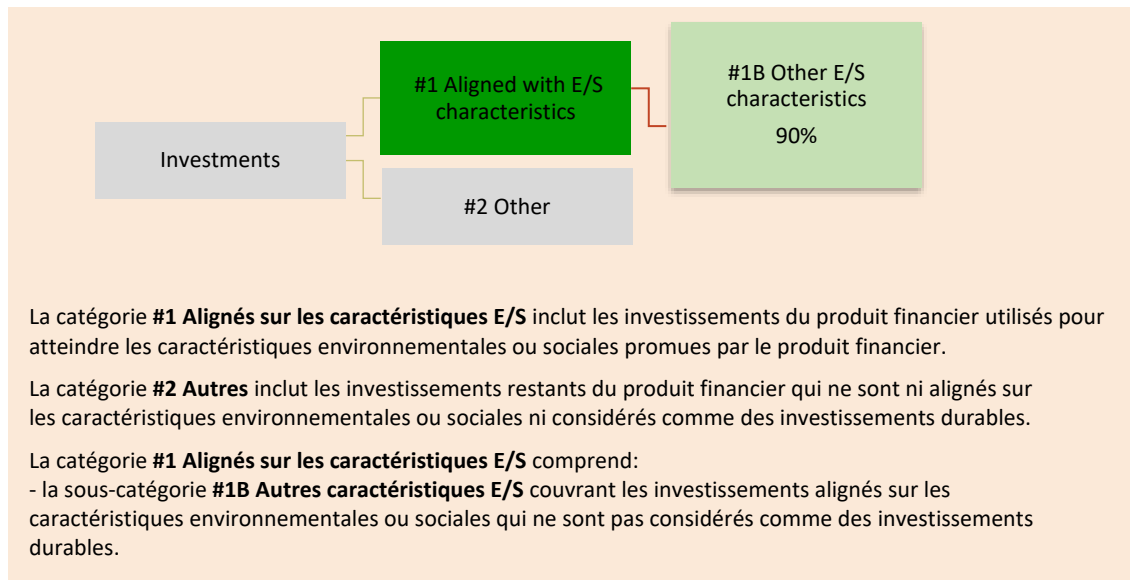 #1 Aligned with E/S
characteristics
#1B Other E/S
characteristics
90%
Investments
#2 Other
La catégorie #1 Alignés sur les caractéristiques E/S inclut les investissements du produit financier utilisés pour
atteindre les caractéristiques environnementales ou sociales promues par le produit financier.
La catégorie #2 Autres inclut les investissements restants du produit financier qui ne sont ni alignés sur
les caractéristiques environnementales ou sociales ni considérés comme des investissements durables.
La catégorie #1 Alignés sur les caractéristiques E/S comprend:
- la sous-catégorie #1B Autres caractéristiques E/S couvrant les investissements alignés sur les
caractéristiques environnementales ou sociales qui ne sont pas considérés comme des investissements
durables.